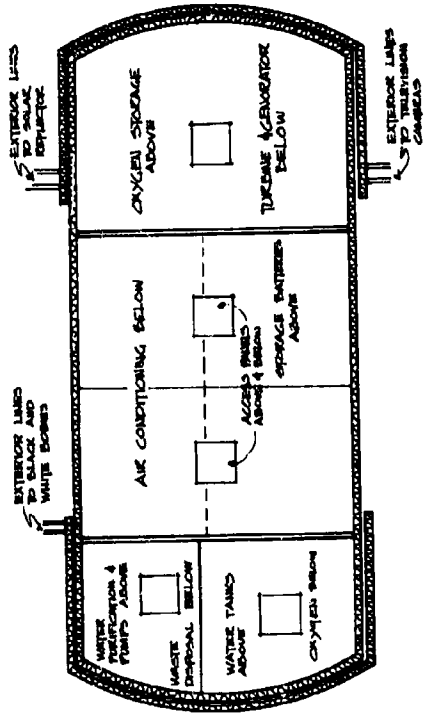 EXTERIOR LINES
TO BLACK AND
WHITE BODIES
EXTERIOR LINES
TO SOLAR
REFLECTOR
WATER
PURIFICATION &
PUMPS ABOVE
WASTE
DISPOSAL BELOW
WATER TANKS
ABOVE
OXYGEN BELOW
AIR CONDITIONING BELOW
ACCESS PANELS
ABOVE & BELOW
STORAGE BATTERIES
ABOVE
OXYGEN STORAGE
ABOVE
TURBINE & GENORATOR
BELOW
EXTERIOR LINES
TO TELEVISION
CAMERAS